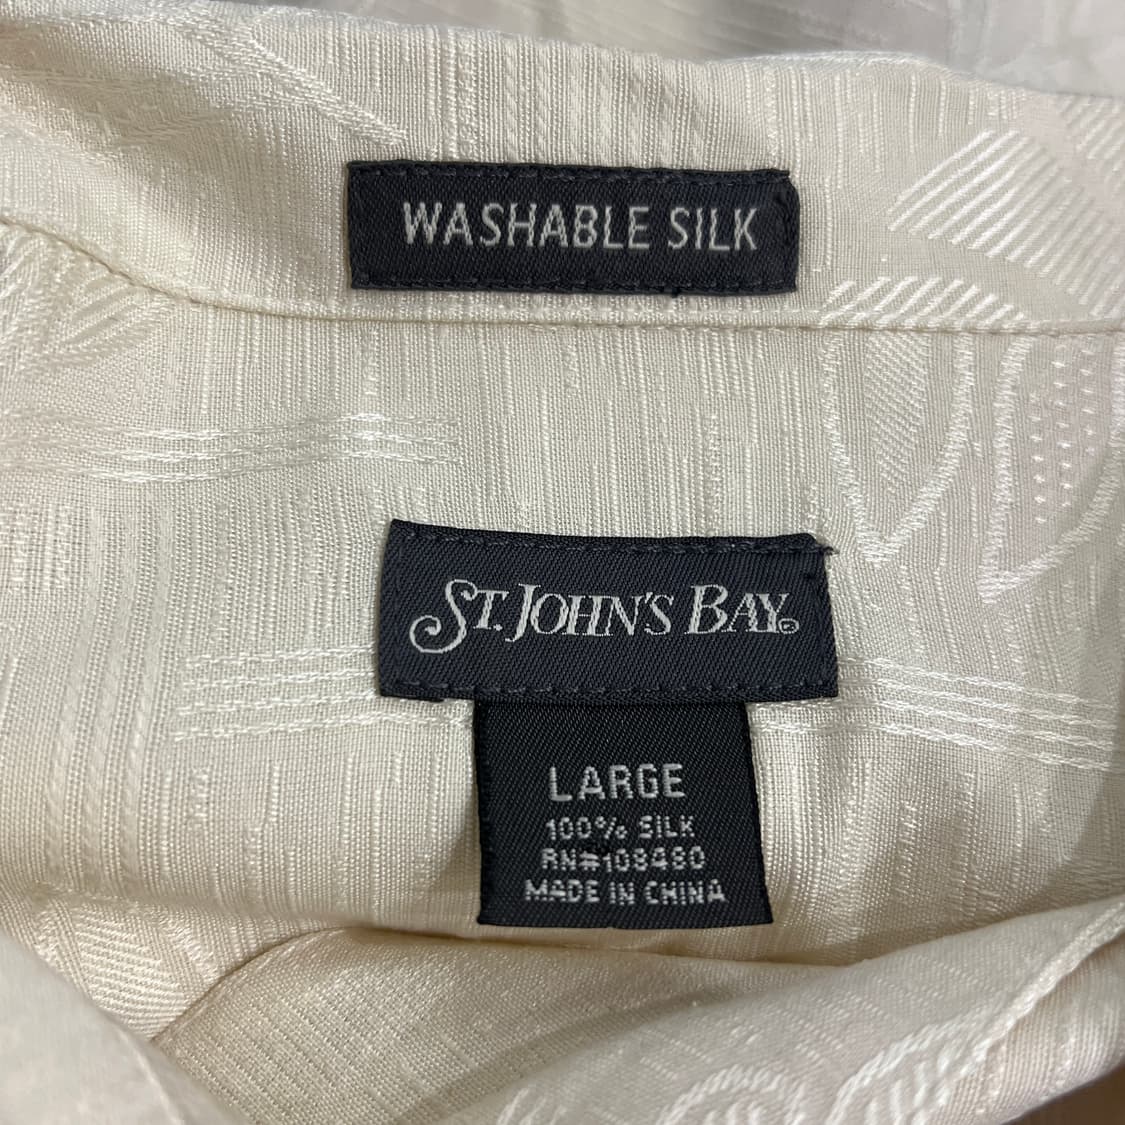 WASHABLE SILK
ST. JOHN'S BAY®
LARGE
100% SILK
RN#108480
MADE IN CHINA